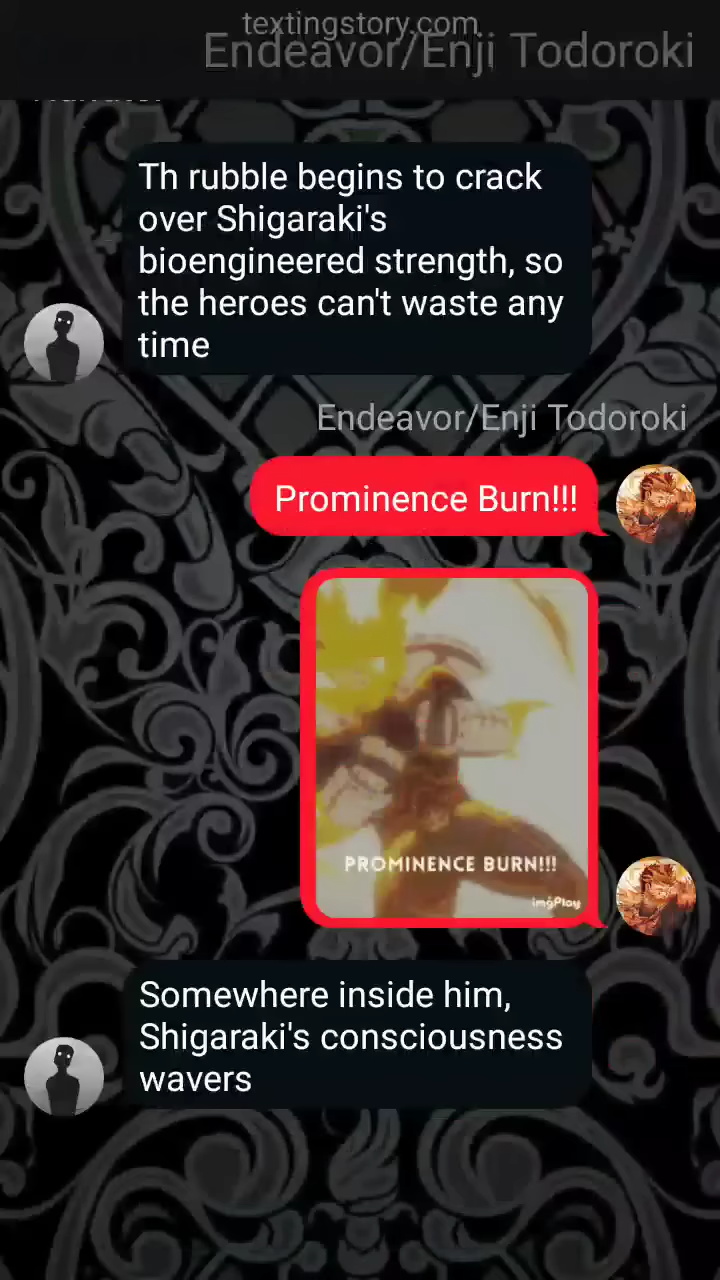 textingstory.com
Endeavor/Enji Todoroki
Th rubble begins to crack
over Shigaraki's
bioengineered strength, so
the heroes can't waste any
time
Endeavor/Enji Todoroki
Prominence Burn!!!
PROMINENCE BURN!!!
imgPlay
Somewhere inside him,
Shigaraki's consciousness
wavers